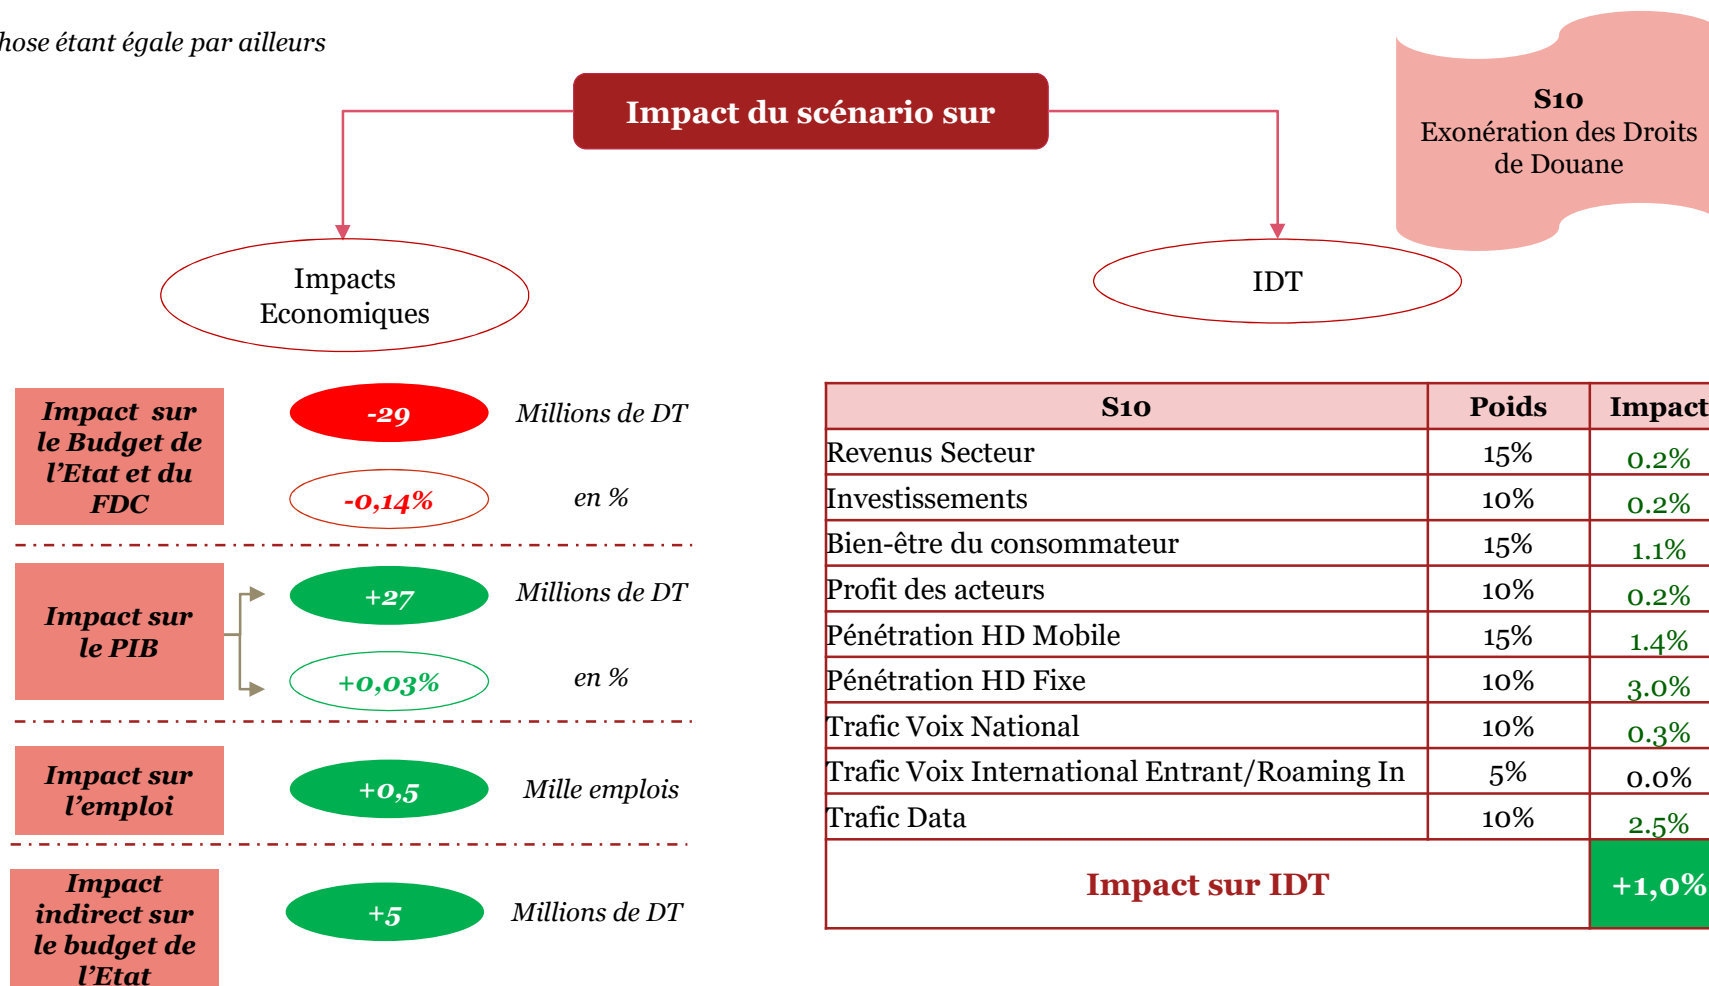 hose étant égale par ailleurs
Impact du scénario sur
S10
Exonération des Droits
de Douane
Impacts
Economiques
IDT
Impact sur
le Budget de
l’Etat et du
FDC
-29
Millions de DT
-0,14%
en %
Impact sur
le PIB
+27
Millions de DT
+0,03%
en %
Impact sur
l’emploi
+0,5
Mille emplois
Impact
indirect sur
le budget de
l’Etat
+5
Millions de DT
S10 Poids Impact
Revenus Secteur 15% 0.2%
Investissements 10% 0.2%
Bien-être du consommateur 15% 1.1%
Profit des acteurs 10% 0.2%
Pénétration HD Mobile 15% 1.4%
Pénétration HD Fixe 10% 3.0%
Trafic Voix National 10% 0.3%
Trafic Voix International Entrant/Roaming In 5% 0.0%
Trafic Data 10% 2.5%
Impact sur IDT +1,0%